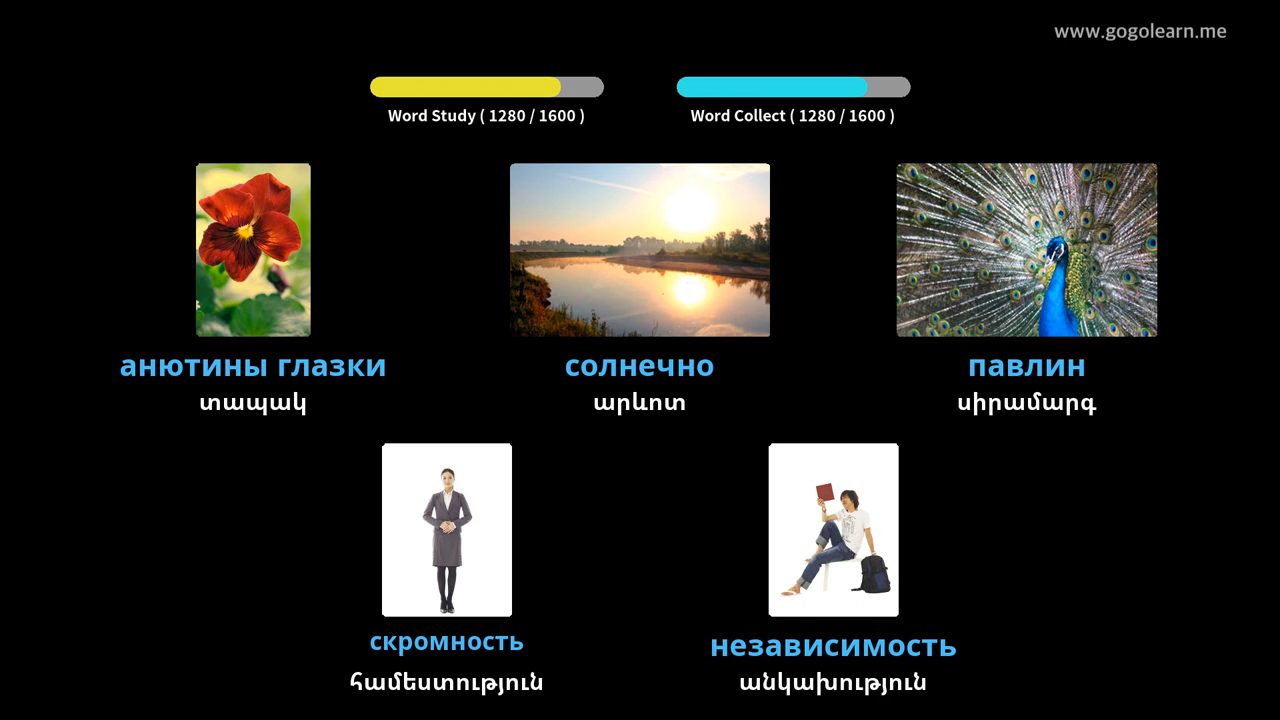 www.gogolearn.me
Word Study ( 1280 / 1600 )
Word Collect ( 1280 / 1600 )
анютины глазки
солнечно
павлин
տապակ
արևոտ
սիրամարգ
скромность
независимость
համեստություն
անկախություն